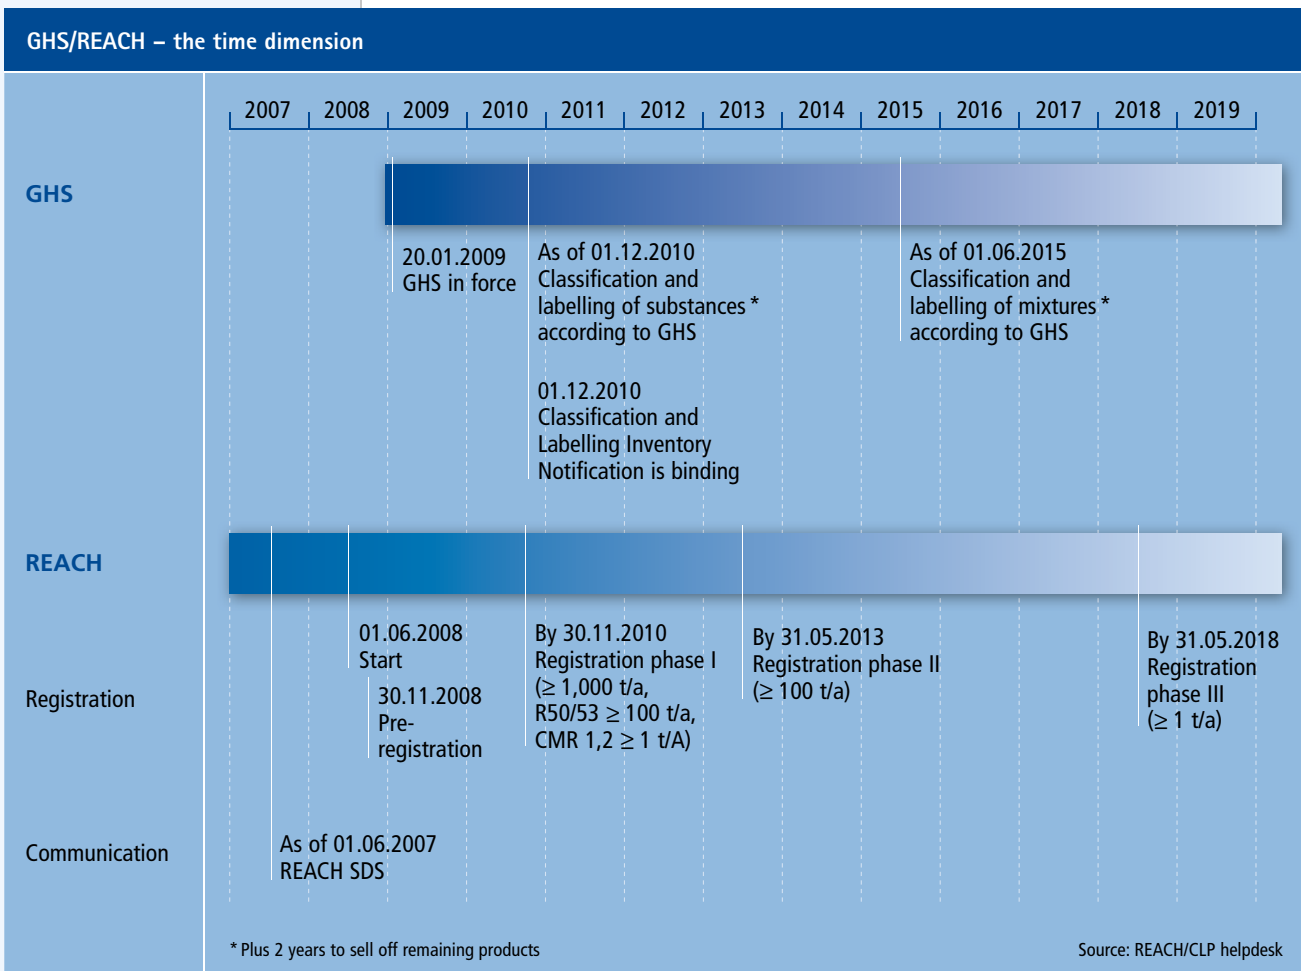 GHS/REACH – the time dimension
2007 2008 2009 2010 2011 2012 2013 2014 2015 2016 2017 2018 2019
GHS
20.01.2009
GHS in force
As of 01.12.2010
Classification and
labelling of substances *
according to GHS
01.12.2010
Classification and
Labelling Inventory
Notification is binding
As of 01.06.2015
Classification and
labelling of mixtures *
according to GHS
REACH
Registration
01.06.2008
Start
30.11.2008
Pre-
registration
By 30.11.2010
Registration phase I
(≥ 1,000 t/a,
R50/53 ≥ 100 t/a,
CMR 1,2 ≥ 1 t/A)
By 31.05.2013
Registration phase II
(≥ 100 t/a)
By 31.05.2018
Registration
phase III
(≥ 1 t/a)
Communication
As of 01.06.2007
REACH SDS
* Plus 2 years to sell off remaining products
Source: REACH/CLP helpdesk